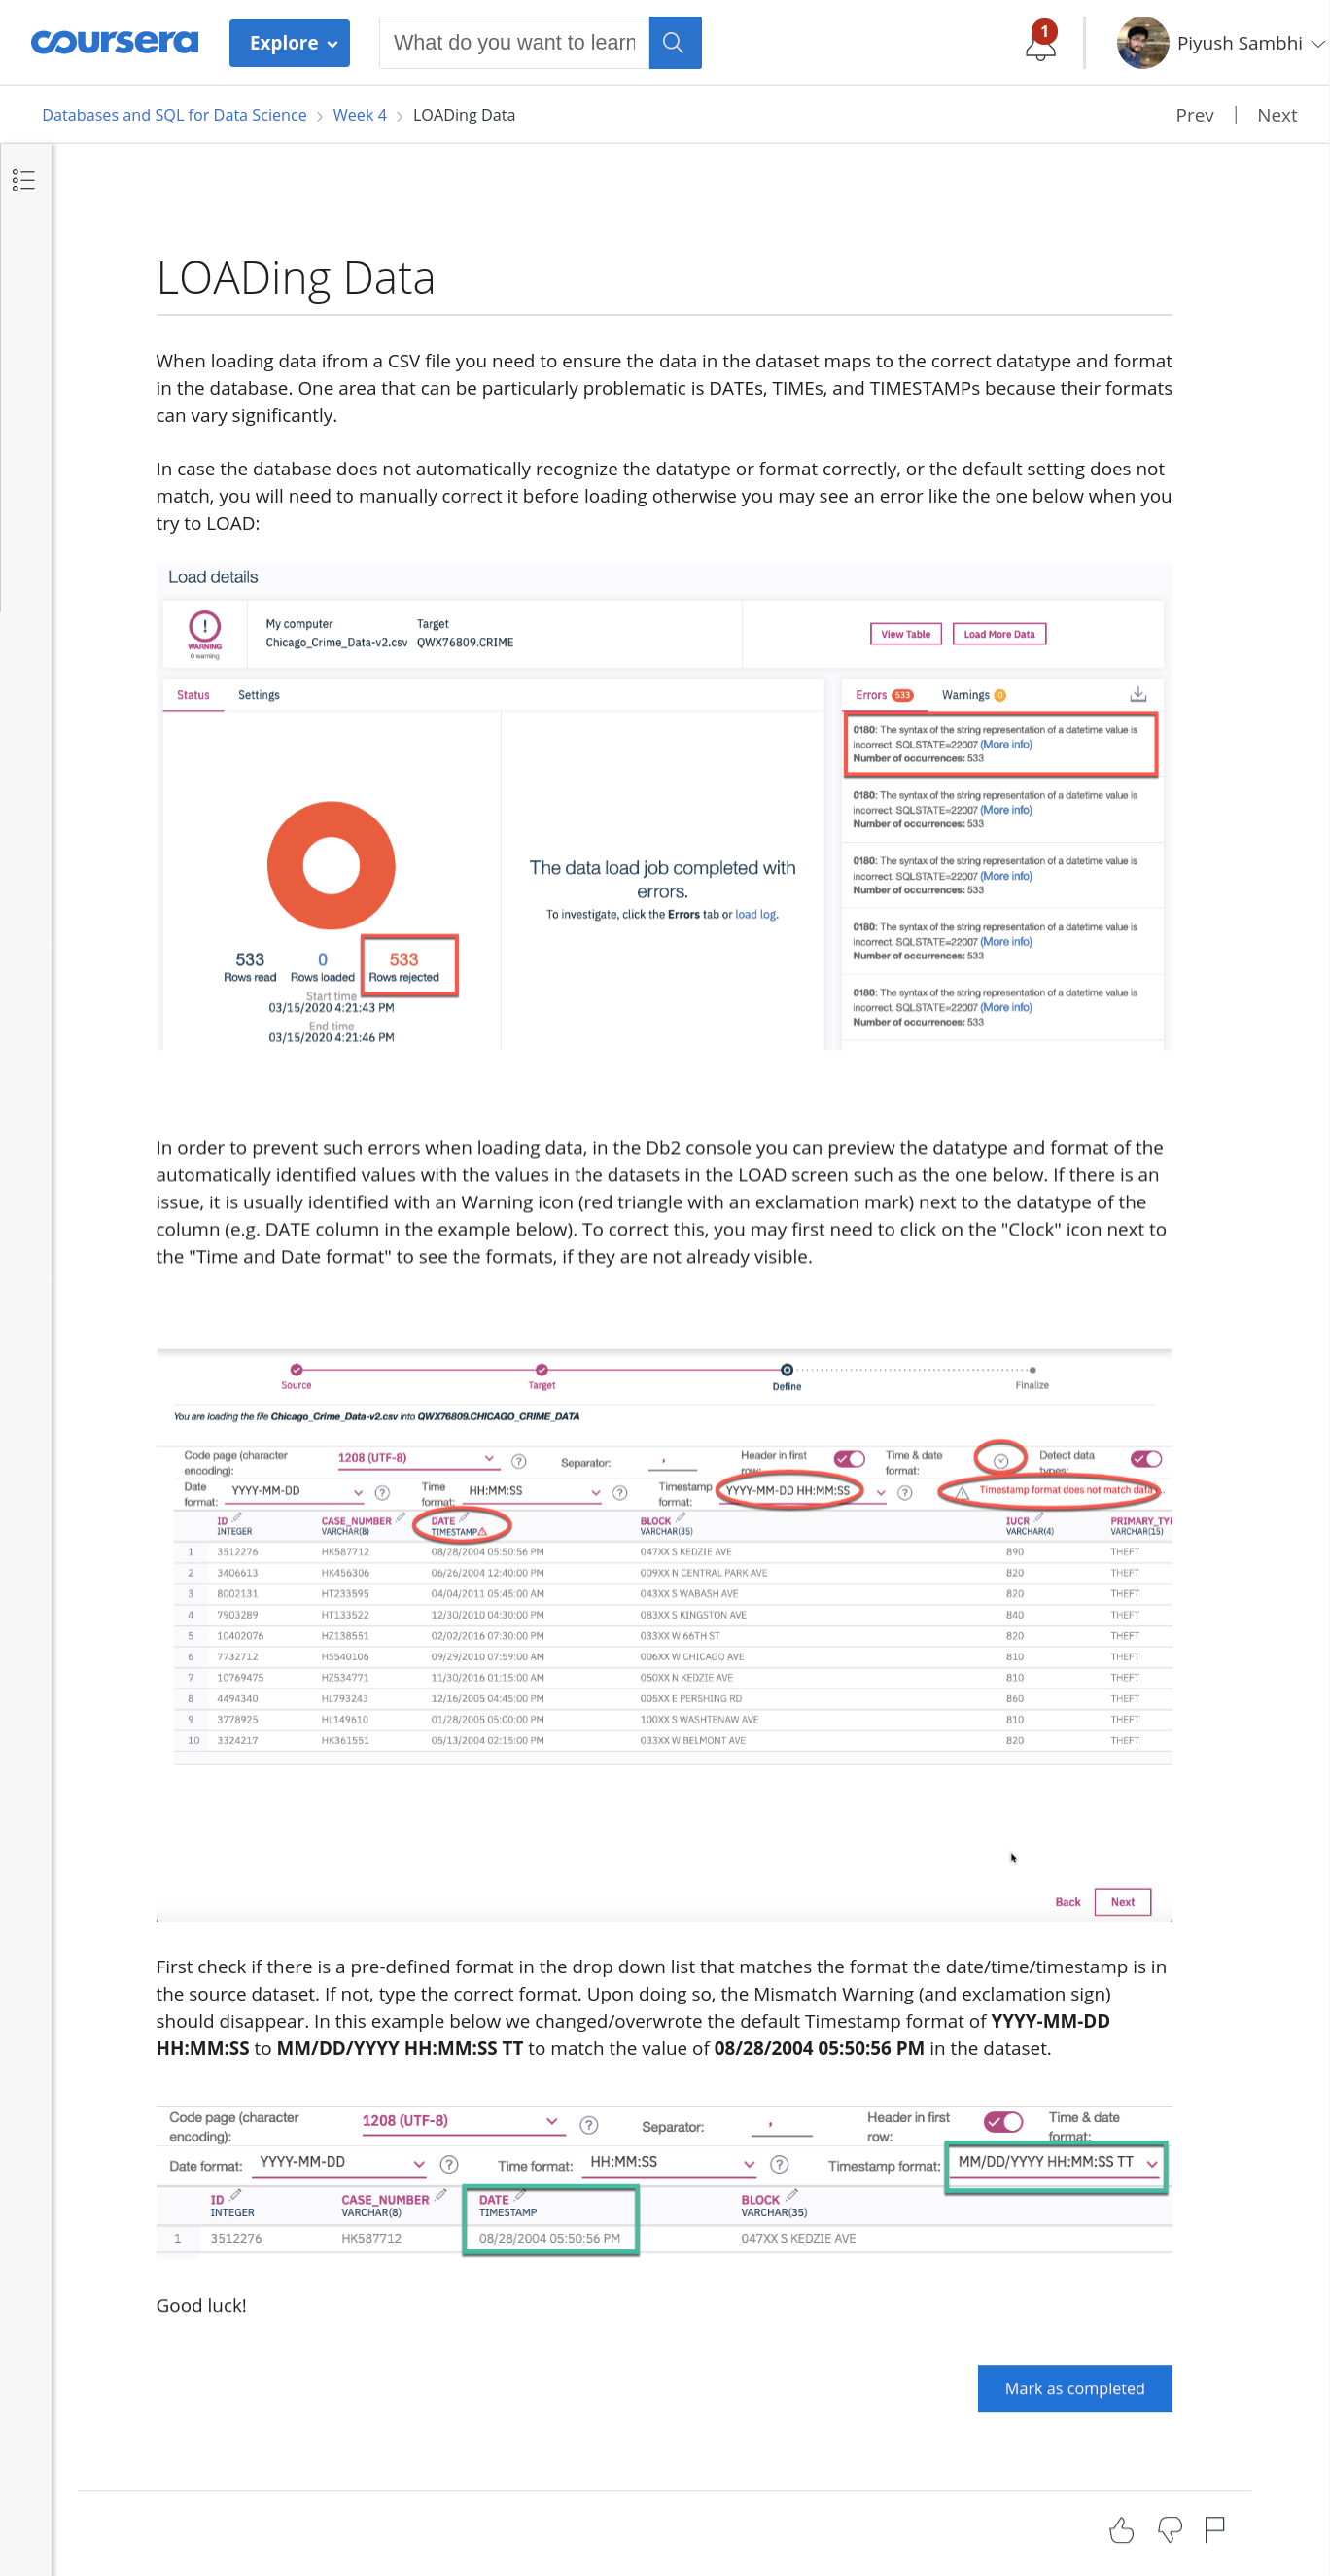 coursera
Explore
What do you want to learn
1
Piyush Sambhi
Databases and SQL for Data Science > Week 4 > LOADing Data
Prev | Next
LOADing Data
When loading data ifrom a CSV file you need to ensure the data in the dataset maps to the correct datatype and format
in the database. One area that can be particularly problematic is DATEs, TIMEs, and TIMESTAMPs because their formats
can vary significantly.
In case the database does not automatically recognize the datatype or format correctly, or the default setting does not
match, you will need to manually correct it before loading otherwise you may see an error like the one below when you
try to LOAD:
Load details
WARNING
0 warning
My computer
Chicago_Crime_Data-v2.csv
Target
QWX76809.CRIME
View Table
Load More Data
Status Settings
Errors 533 Warnings 0
0180: The syntax of the string representation of a datetime value is
incorrect. SQLSTATE=22007 (More info)
Number of occurrences: 533
0180: The syntax of the string representation of a datetime value is
incorrect. SQLSTATE=22007 (More info)
Number of occurrences: 533
0180: The syntax of the string representation of a datetime value is
incorrect. SQLSTATE=22007 (More info)
Number of occurrences: 533
0180: The syntax of the string representation of a datetime value is
incorrect. SQLSTATE=22007 (More info)
Number of occurrences: 533
0180: The syntax of the string representation of a datetime value is
incorrect. SQLSTATE=22007 (More info)
Number of occurrences: 533
The data load job completed with
errors.
To investigate, click the Errors tab or load log.
533 0 533
Rows read Rows loaded Rows rejected
Start time
03/15/2020 4:21:43 PM
End time
03/15/2020 4:21:46 PM
In order to prevent such errors when loading data, in the Db2 console you can preview the datatype and format of the
automatically identified values with the values in the datasets in the LOAD screen such as the one below. If there is an
issue, it is usually identified with an Warning icon (red triangle with an exclamation mark) next to the datatype of the
column (e.g. DATE column in the example below). To correct this, you may first need to click on the "Clock" icon next to
the "Time and Date format" to see the formats, if they are not already visible.
Source Target Define Finalize
You are loading the file Chicago_Crime_Data-v2.csv into QWX76809.CHICAGO_CRIME_DATA
Code page (character
encoding):
1208 (UTF-8) ?
Separator: ,
Header in first
row:
Time & date
format:
Detect data
types:
Date
format:
YYYY-MM-DD ?
Time
format:
HH:MM:SS ?
Timestamp
format:
YYYY-MM-DD HH:MM:SS ?
Timestamp format does not match data ...
ID CASE_NUMBER DATE BLOCK IUCR PRIMARY_TY
INTEGER VARCHAR(8) TIMESTAMP VARCHAR(35) VARCHAR(4) VARCHAR(15)
1 3512276 HK587712 08/28/2004 05:50:56 PM 047XX S KEDZIE AVE 890 THEFT
2 3406613 HK456306 06/26/2004 12:40:00 PM 009XX N CENTRAL PARK AVE 820 THEFT
3 8002131 HT233595 04/04/2011 05:45:00 AM 043XX S WABASH AVE 820 THEFT
4 7903289 HT133522 12/30/2010 04:30:00 PM 083XX S KINGSTON AVE 840 THEFT
5 10402076 HZ138551 02/02/2016 07:30:00 PM 033XX W 66TH ST 820 THEFT
6 7732712 HS540106 09/29/2010 07:59:00 AM 006XX W CHICAGO AVE 810 THEFT
7 10769475 HZ534771 11/30/2016 01:15:00 AM 050XX N KEDZIE AVE 810 THEFT
8 4494340 HL793243 12/16/2005 04:45:00 PM 005XX E PERSHING RD 860 THEFT
9 3778925 HL149610 01/28/2005 05:00:00 PM 100XX S WASHTENAW AVE 810 THEFT
10 3324217 HK361551 05/13/2004 02:15:00 PM 033XX W BELMONT AVE 820 THEFT
Back Next
First check if there is a pre-defined format in the drop down list that matches the format the date/time/timestamp is in
the source dataset. If not, type the correct format. Upon doing so, the Mismatch Warning (and exclamation sign)
should disappear. In this example below we changed/overwrote the default Timestamp format of YYYY-MM-DD
HH:MM:SS to MM/DD/YYYY HH:MM:SS TT to match the value of 08/28/2004 05:50:56 PM in the dataset.
Code page (character
encoding):
1208 (UTF-8) ?
Separator: ,
Header in first
row:
Time & date
format:
Date format: YYYY-MM-DD ? Time format: HH:MM:SS ? Timestamp format: MM/DD/YYYY HH:MM:SS TT
ID CASE_NUMBER DATE BLOCK
INTEGER VARCHAR(8) TIMESTAMP VARCHAR(35)
1 3512276 HK587712 08/28/2004 05:50:56 PM 047XX S KEDZIE AVE
Good luck!
Mark as completed